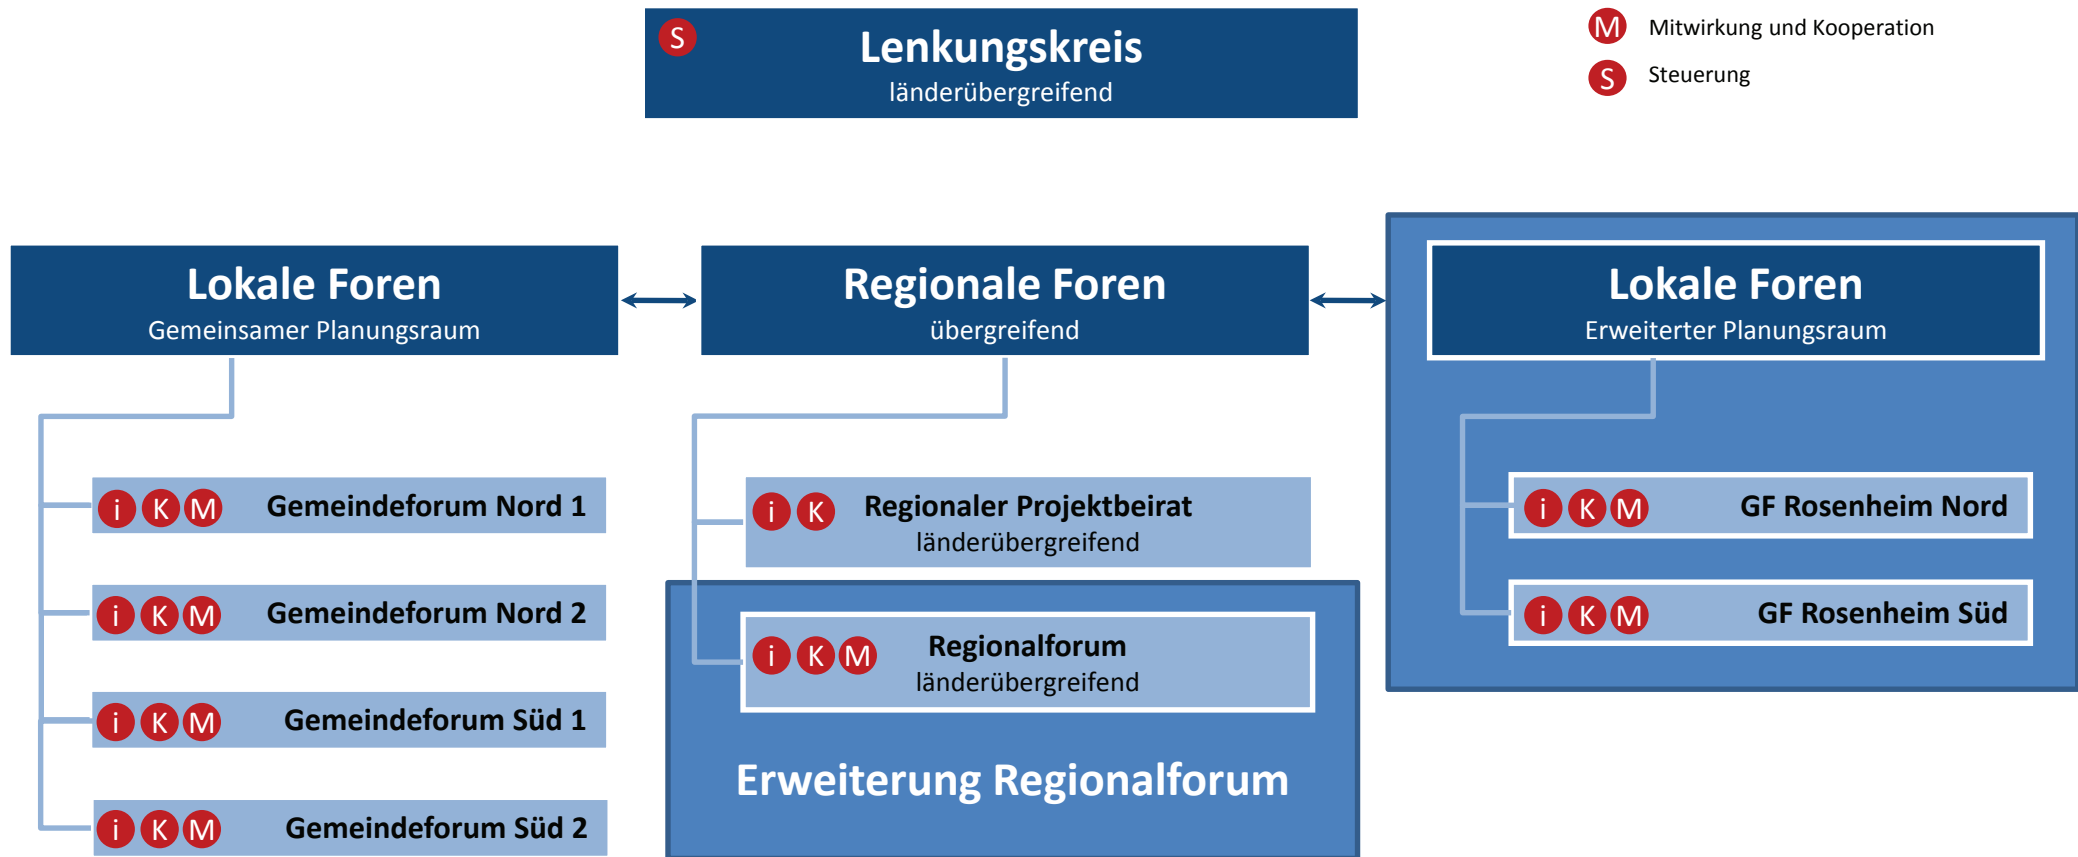 S
Lenkungskreis
länderübergreifend
M Mitwirkung und Kooperation
S Steuerung
Lokale Foren
Gemeinsamer Planungsraum
Regionale Foren
übergreifend
Lokale Foren
Erweiterter Planungsraum
i K M Gemeindeforum Nord 1
i K M Gemeindeforum Nord 2
i K M Gemeindeforum Süd 1
i K M Gemeindeforum Süd 2
i K Regionaler Projektbeirat
länderübergreifend
i K M Regionalforum
länderübergreifend
Erweiterung Regionalforum
i K M GF Rosenheim Nord
i K M GF Rosenheim Süd